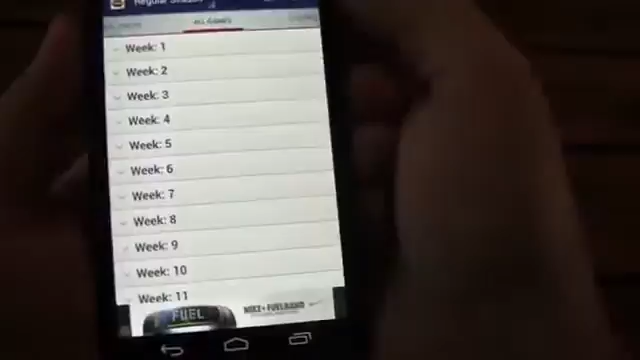 Regular Season
ALL GAMES
Week: 1
Week: 2
Week: 3
Week: 4
Week: 5
Week: 6
Week: 7
Week: 8
Week: 9
Week: 10
Week: 11
FUEL
NIKE+ FUELBAND